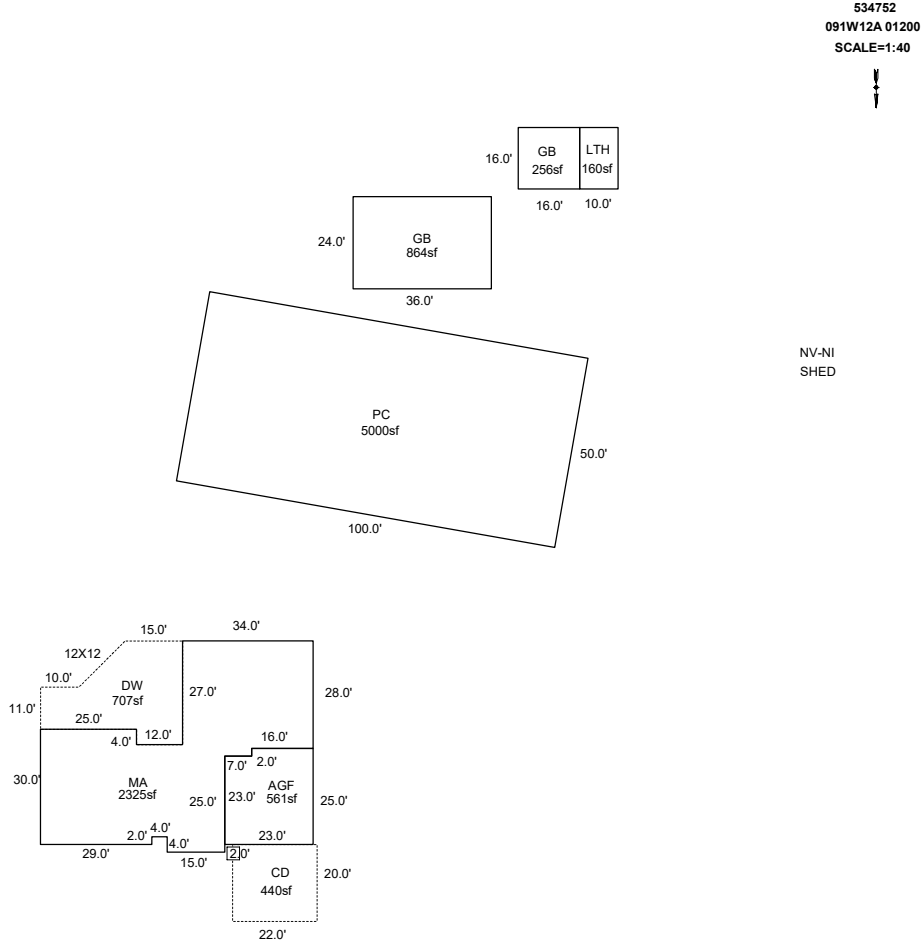 534752
091W12A 01200
SCALE=1:40
16.0'
GB
256sf
LTH
160sf
16.0'
10.0'
24.0'
GB
864sf
36.0'
NV-NI
SHED
PC
5000sf
50.0'
100.0'
15.0'
34.0'
12X12
10.0'
DW
707sf
27.0'
28.0'
11.0'
25.0'
4.0'
12.0'
16.0'
7.0'
2.0'
30.0'
MA
2325sf
25.0'
23.0'
AGF
561sf
25.0'
2.0'
4.0'
4.0'
23.0'
29.0'
15.0'
2.0'
CD
440sf
20.0'
22.0'